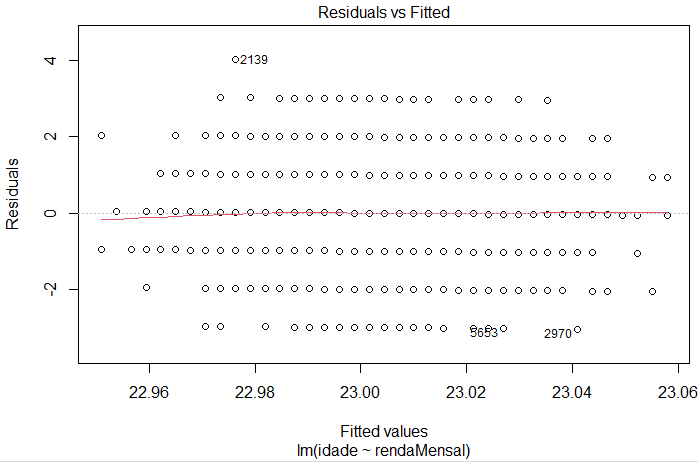 Residuals vs Fitted
Residuals
4
2
0
-2
2139
5653
2970
22.96 22.98 23.00 23.02 23.04 23.06
Fitted values
lm(idade ~ rendaMensal)